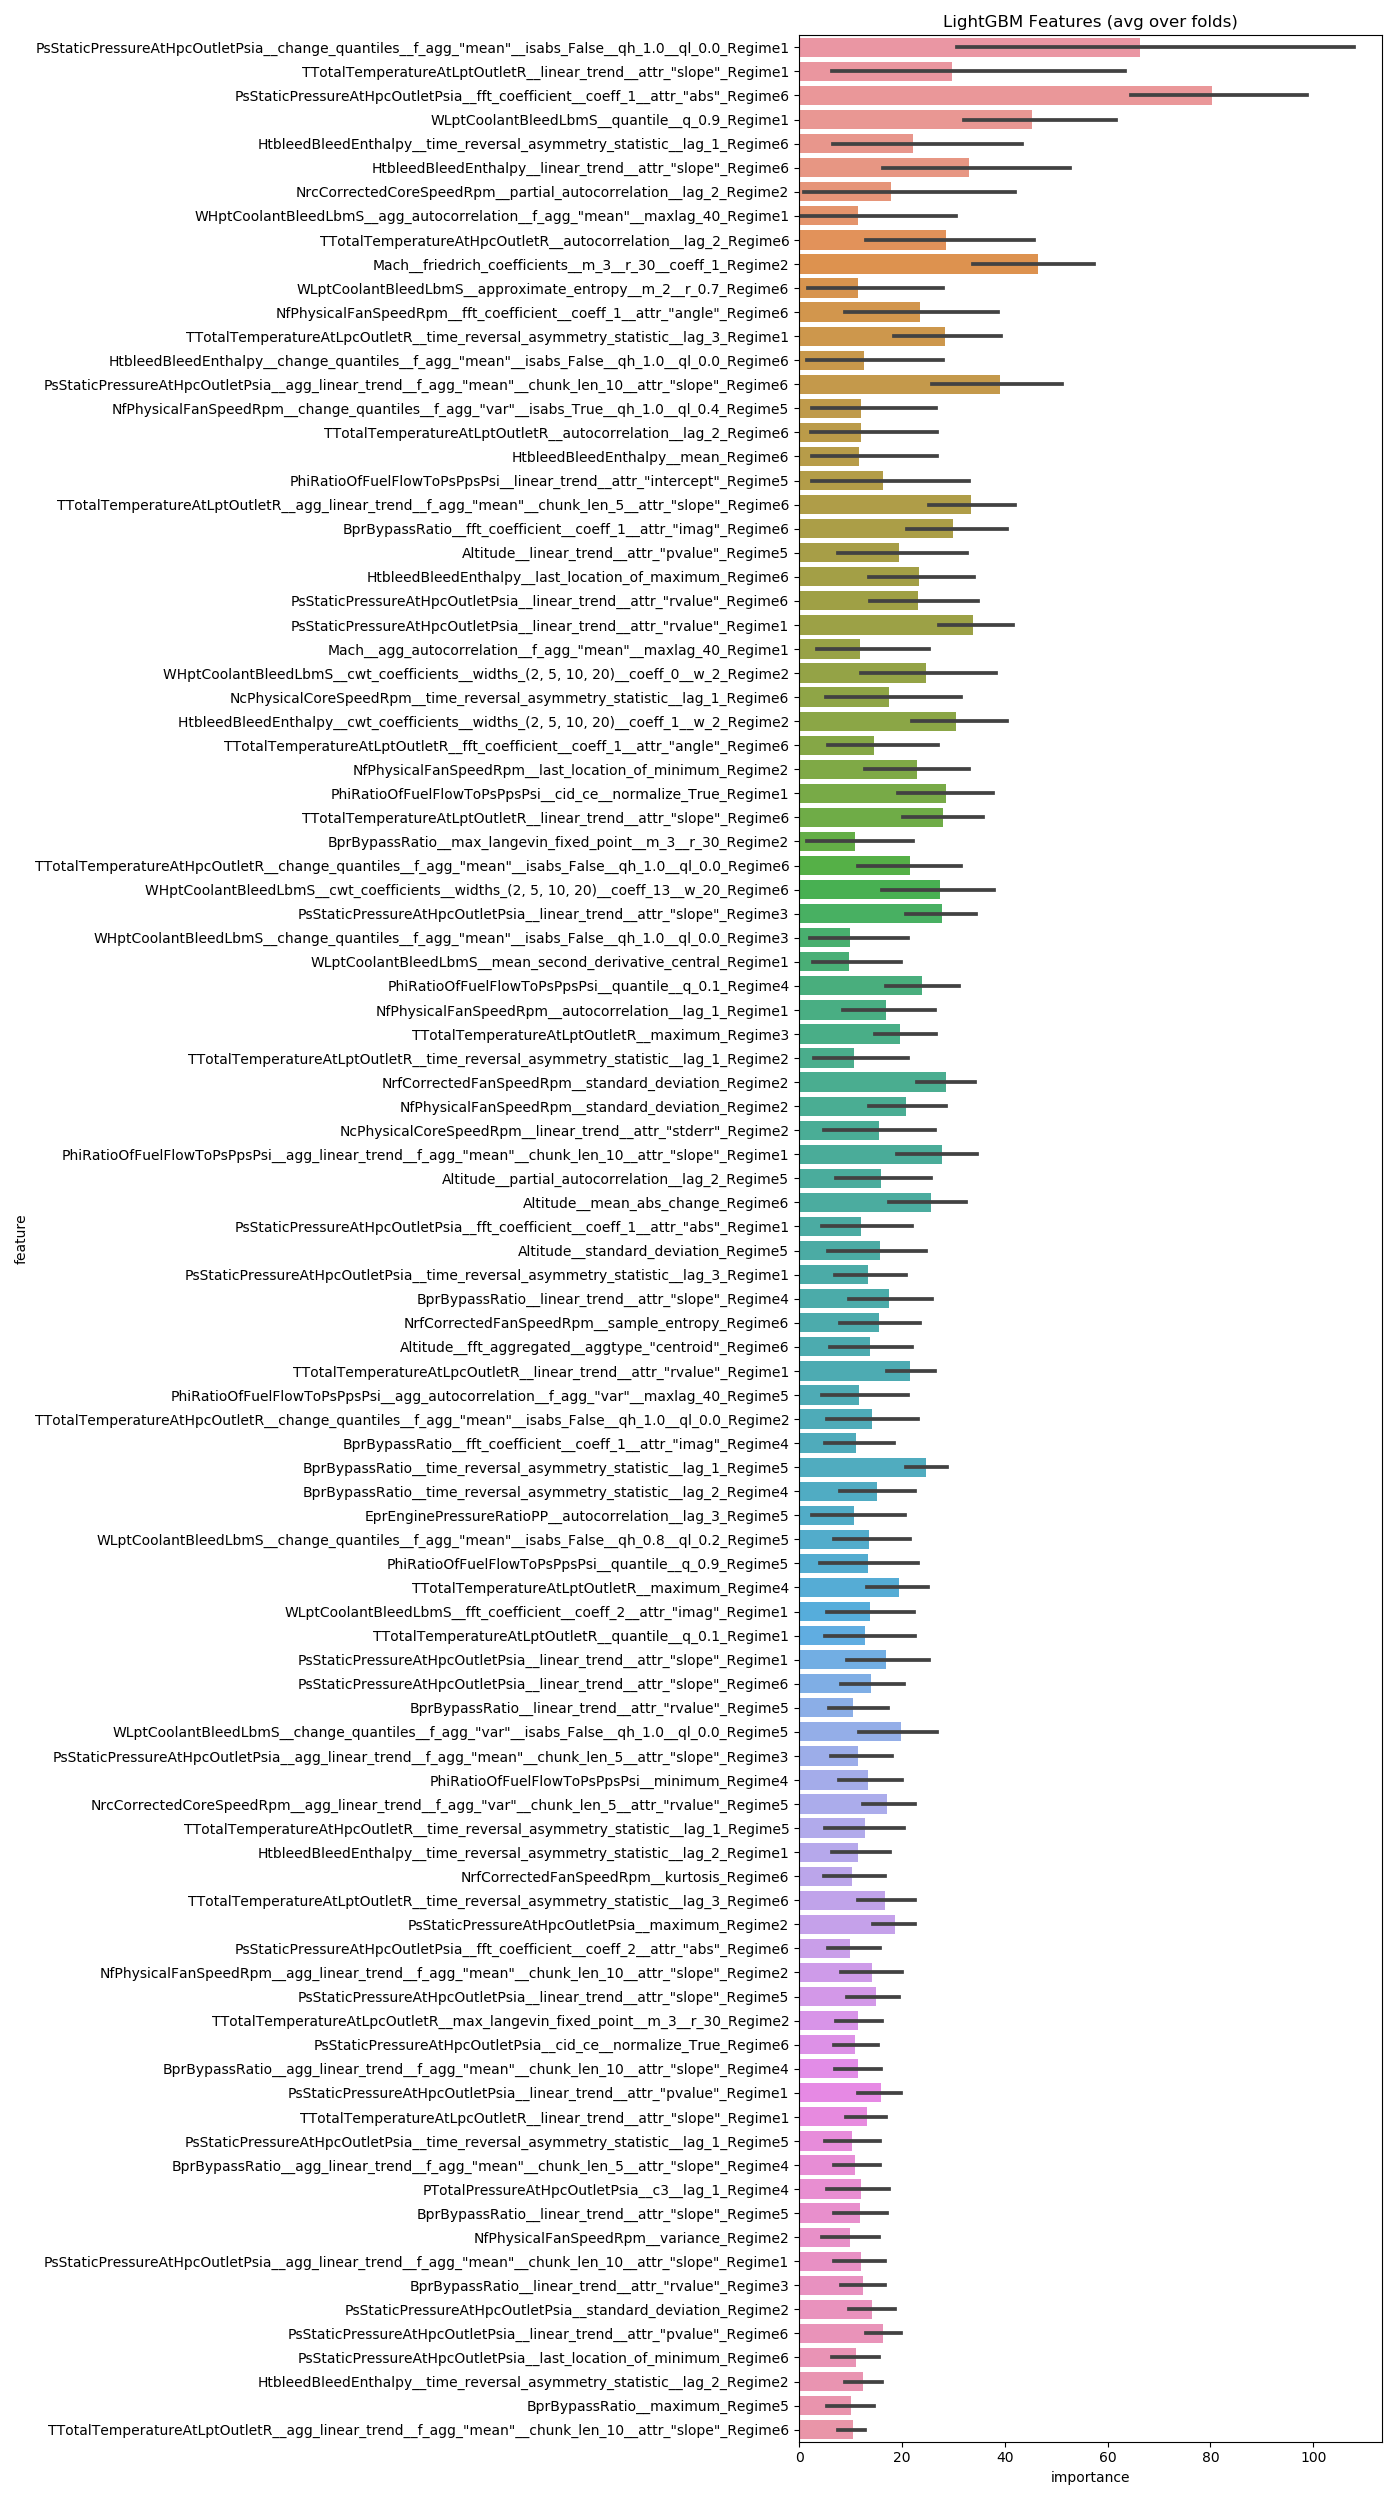 LightGBM Features (avg over folds)
PsStaticPressureAtHpcOutletPsia__change_quantiles__f_agg_"mean"__isabs_False__qh_1.0__ql_0.0_Regime1
TTotalTemperatureAtLptOutletR__linear_trend__attr_"slope"_Regime1
PsStaticPressureAtHpcOutletPsia__fft_coefficient__coeff_1__attr_"abs"_Regime6
WLptCoolantBleedLbmS__quantile__q_0.9_Regime1
HtbleedBleedEnthalpy__time_reversal_asymmetry_statistic__lag_1_Regime6
HtbleedBleedEnthalpy__linear_trend__attr_"slope"_Regime6
NrcCorrectedCoreSpeedRpm__partial_autocorrelation__lag_2_Regime2
WHptCoolantBleedLbmS__agg_autocorrelation__f_agg_"mean"__maxlag_40_Regime1
TTotalTemperatureAtHpcOutletR__autocorrelation__lag_2_Regime6
Mach__friedrich_coefficients__m_3__r_30__coeff_1_Regime2
WLptCoolantBleedLbmS__approximate_entropy__m_2__r_0.7_Regime6
NfPhysicalFanSpeedRpm__fft_coefficient__coeff_1__attr_"angle"_Regime6
TTotalTemperatureAtLpcOutletR__time_reversal_asymmetry_statistic__lag_3_Regime1
HtbleedBleedEnthalpy__change_quantiles__f_agg_"mean"__isabs_False__qh_1.0__ql_0.0_Regime6
PsStaticPressureAtHpcOutletPsia__agg_linear_trend__f_agg_"mean"__chunk_len_10__attr_"slope"_Regime6
NfPhysicalFanSpeedRpm__change_quantiles__f_agg_"var"__isabs_True__qh_1.0__ql_0.4_Regime5
TTotalTemperatureAtLptOutletR__autocorrelation__lag_2_Regime6
HtbleedBleedEnthalpy__mean_Regime6
PhiRatioOfFuelFlowToPsPpsPsi__linear_trend__attr_"intercept"_Regime5
TTotalTemperatureAtLptOutletR__agg_linear_trend__f_agg_"mean"__chunk_len_5__attr_"slope"_Regime6
BprBypassRatio__fft_coefficient__coeff_1__attr_"imag"_Regime6
Altitude__linear_trend__attr_"pvalue"_Regime5
HtbleedBleedEnthalpy__last_location_of_maximum_Regime6
PsStaticPressureAtHpcOutletPsia__linear_trend__attr_"rvalue"_Regime6
PsStaticPressureAtHpcOutletPsia__linear_trend__attr_"rvalue"_Regime1
Mach__agg_autocorrelation__f_agg_"mean"__maxlag_40_Regime1
WHptCoolantBleedLbmS__cwt_coefficients__widths_(2, 5, 10, 20)__coeff_0__w_2_Regime2
NcPhysicalCoreSpeedRpm__time_reversal_asymmetry_statistic__lag_1_Regime6
HtbleedBleedEnthalpy__cwt_coefficients__widths_(2, 5, 10, 20)__coeff_1__w_2_Regime2
TTotalTemperatureAtLptOutletR__fft_coefficient__coeff_1__attr_"angle"_Regime6
NfPhysicalFanSpeedRpm__last_location_of_minimum_Regime2
PhiRatioOfFuelFlowToPsPpsPsi__cid_ce__normalize_True_Regime1
TTotalTemperatureAtLptOutletR__linear_trend__attr_"slope"_Regime6
BprBypassRatio__max_langevin_fixed_point__m_3__r_30_Regime2
TTotalTemperatureAtHpcOutletR__change_quantiles__f_agg_"mean"__isabs_False__qh_1.0__ql_0.0_Regime6
WHptCoolantBleedLbmS__cwt_coefficients__widths_(2, 5, 10, 20)__coeff_13__w_20_Regime6
PsStaticPressureAtHpcOutletPsia__linear_trend__attr_"slope"_Regime3
WHptCoolantBleedLbmS__change_quantiles__f_agg_"mean"__isabs_False__qh_1.0__ql_0.0_Regime3
WLptCoolantBleedLbmS__mean_second_derivative_central_Regime1
PhiRatioOfFuelFlowToPsPpsPsi__quantile__q_0.1_Regime4
NfPhysicalFanSpeedRpm__autocorrelation__lag_1_Regime1
TTotalTemperatureAtLptOutletR__maximum_Regime3
TTotalTemperatureAtLptOutletR__time_reversal_asymmetry_statistic__lag_1_Regime2
NrfCorrectedFanSpeedRpm__standard_deviation_Regime2
NfPhysicalFanSpeedRpm__standard_deviation_Regime2
NcPhysicalCoreSpeedRpm__linear_trend__attr_"stderr"_Regime2
PhiRatioOfFuelFlowToPsPpsPsi__agg_linear_trend__f_agg_"mean"__chunk_len_10__attr_"slope"_Regime1
Altitude__partial_autocorrelation__lag_2_Regime5
Altitude__mean_abs_change_Regime6
PsStaticPressureAtHpcOutletPsia__fft_coefficient__coeff_1__attr_"abs"_Regime1
Altitude__standard_deviation_Regime5
PsStaticPressureAtHpcOutletPsia__time_reversal_asymmetry_statistic__lag_3_Regime1
BprBypassRatio__linear_trend__attr_"slope"_Regime4
NrfCorrectedFanSpeedRpm__sample_entropy_Regime6
Altitude__fft_aggregated__aggtype_"centroid"_Regime6
TTotalTemperatureAtLpcOutletR__linear_trend__attr_"rvalue"_Regime1
PhiRatioOfFuelFlowToPsPpsPsi__agg_autocorrelation__f_agg_"var"__maxlag_40_Regime5
TTotalTemperatureAtHpcOutletR__change_quantiles__f_agg_"mean"__isabs_False__qh_1.0__ql_0.0_Regime2
BprBypassRatio__fft_coefficient__coeff_1__attr_"imag"_Regime4
BprBypassRatio__time_reversal_asymmetry_statistic__lag_1_Regime5
BprBypassRatio__time_reversal_asymmetry_statistic__lag_2_Regime4
EprEnginePressureRatioPP__autocorrelation__lag_3_Regime5
WLptCoolantBleedLbmS__change_quantiles__f_agg_"mean"__isabs_False__qh_0.8__ql_0.2_Regime5
PhiRatioOfFuelFlowToPsPpsPsi__quantile__q_0.9_Regime5
TTotalTemperatureAtLptOutletR__maximum_Regime4
WLptCoolantBleedLbmS__fft_coefficient__coeff_2__attr_"imag"_Regime1
TTotalTemperatureAtLptOutletR__quantile__q_0.1_Regime1
PsStaticPressureAtHpcOutletPsia__linear_trend__attr_"slope"_Regime1
PsStaticPressureAtHpcOutletPsia__linear_trend__attr_"slope"_Regime6
BprBypassRatio__linear_trend__attr_"rvalue"_Regime5
WLptCoolantBleedLbmS__change_quantiles__f_agg_"var"__isabs_False__qh_1.0__ql_0.0_Regime5
PsStaticPressureAtHpcOutletPsia__agg_linear_trend__f_agg_"mean"__chunk_len_5__attr_"slope"_Regime3
PhiRatioOfFuelFlowToPsPpsPsi__minimum_Regime4
NrcCorrectedCoreSpeedRpm__agg_linear_trend__f_agg_"var"__chunk_len_5__attr_"rvalue"_Regime5
TTotalTemperatureAtHpcOutletR__time_reversal_asymmetry_statistic__lag_1_Regime5
HtbleedBleedEnthalpy__time_reversal_asymmetry_statistic__lag_2_Regime1
NrfCorrectedFanSpeedRpm__kurtosis_Regime6
TTotalTemperatureAtLptOutletR__time_reversal_asymmetry_statistic__lag_3_Regime6
PsStaticPressureAtHpcOutletPsia__maximum_Regime2
PsStaticPressureAtHpcOutletPsia__fft_coefficient__coeff_2__attr_"abs"_Regime6
NfPhysicalFanSpeedRpm__agg_linear_trend__f_agg_"mean"__chunk_len_10__attr_"slope"_Regime2
PsStaticPressureAtHpcOutletPsia__linear_trend__attr_"slope"_Regime5
TTotalTemperatureAtLpcOutletR__max_langevin_fixed_point__m_3__r_30_Regime2
PsStaticPressureAtHpcOutletPsia__cid_ce__normalize_True_Regime6
BprBypassRatio__agg_linear_trend__f_agg_"mean"__chunk_len_10__attr_"slope"_Regime4
PsStaticPressureAtHpcOutletPsia__linear_trend__attr_"pvalue"_Regime1
TTotalTemperatureAtLpcOutletR__linear_trend__attr_"slope"_Regime1
PsStaticPressureAtHpcOutletPsia__time_reversal_asymmetry_statistic__lag_1_Regime5
BprBypassRatio__agg_linear_trend__f_agg_"mean"__chunk_len_5__attr_"slope"_Regime4
PTotalPressureAtHpcOutletPsia__c3__lag_1_Regime4
BprBypassRatio__linear_trend__attr_"slope"_Regime5
NfPhysicalFanSpeedRpm__variance_Regime2
PsStaticPressureAtHpcOutletPsia__agg_linear_trend__f_agg_"mean"__chunk_len_10__attr_"slope"_Regime1
BprBypassRatio__linear_trend__attr_"rvalue"_Regime3
PsStaticPressureAtHpcOutletPsia__standard_deviation_Regime2
PsStaticPressureAtHpcOutletPsia__linear_trend__attr_"pvalue"_Regime6
PsStaticPressureAtHpcOutletPsia__last_location_of_minimum_Regime6
HtbleedBleedEnthalpy__time_reversal_asymmetry_statistic__lag_2_Regime2
BprBypassRatio__maximum_Regime5
TTotalTemperatureAtLptOutletR__agg_linear_trend__f_agg_"mean"__chunk_len_10__attr_"slope"_Regime6
feature
0 20 40 60 80 100
importance